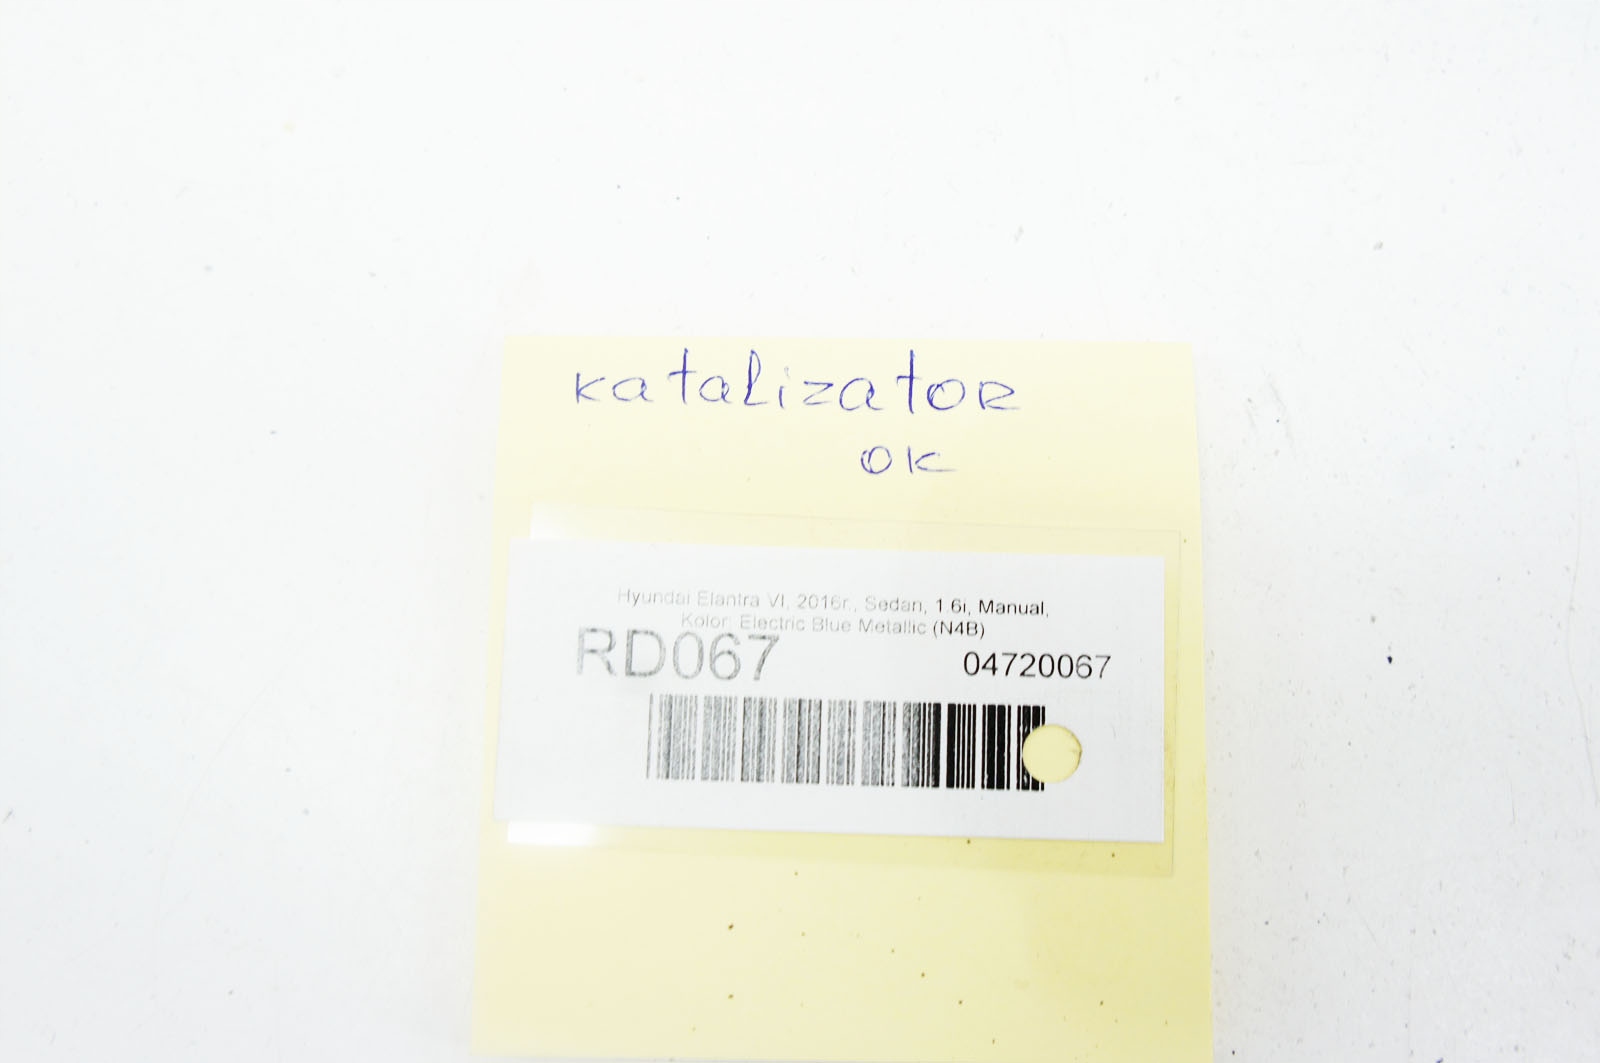 katalizator
OK
Hyundai Elantra VI, 2016r., Sedan, 1.6i, Manual,
Kolor: Electric Blue Metallic (N4B)
RD067 04720067